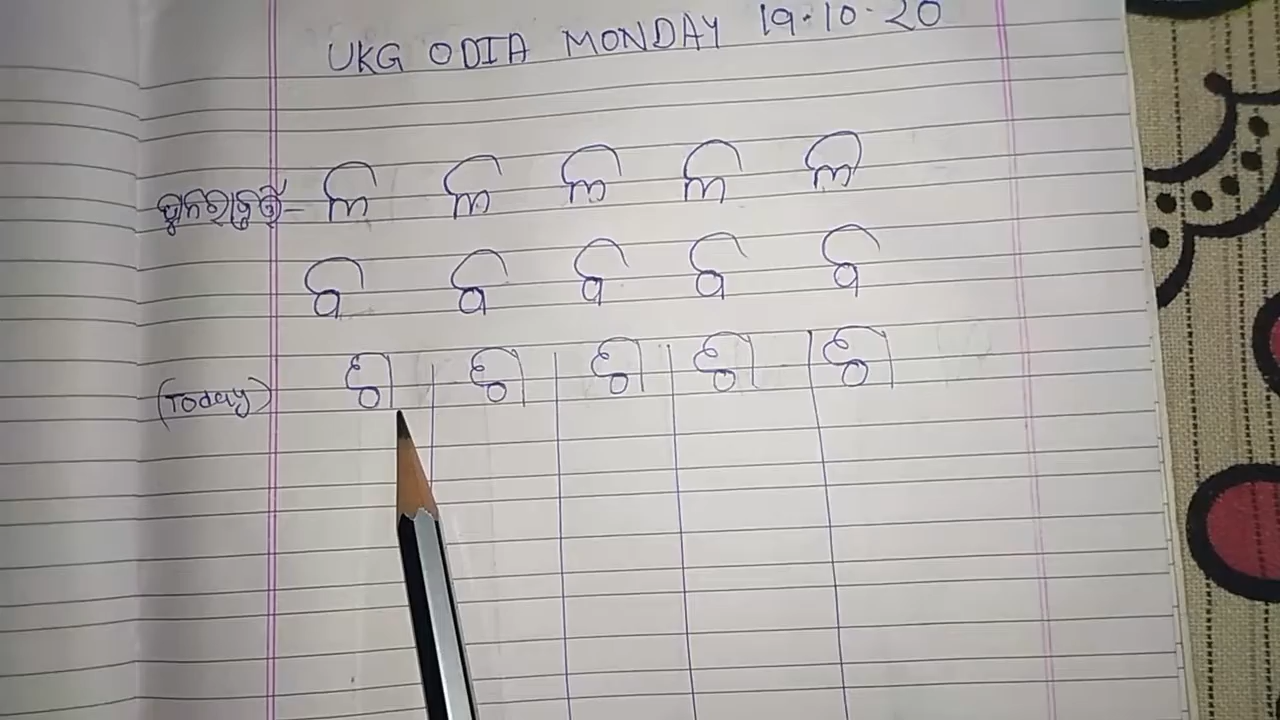 UKG ODIA MONDAY 19.10.20
ପୁନରାବୃତ୍ତି – ଡ ଡ ଡ ଡ ଡ
ଢ ଢ ଢ ଢ ଢ
(Today) ଣ ଣ ଣ ଣ ଣ